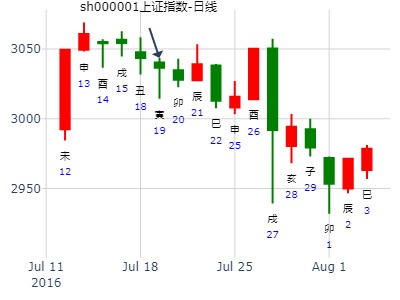 sh000001上证指数-日线
3050
3000
2950
未
12
申
13
酉
14
戌
15
丑
18
寅
19
卯
20
辰
21
巳
22
申
25
酉
26
戌
27
亥
28
子
29
卯
1
辰
2
巳
3
Jul 11
2016
Jul 18
Jul 25
Aug 1